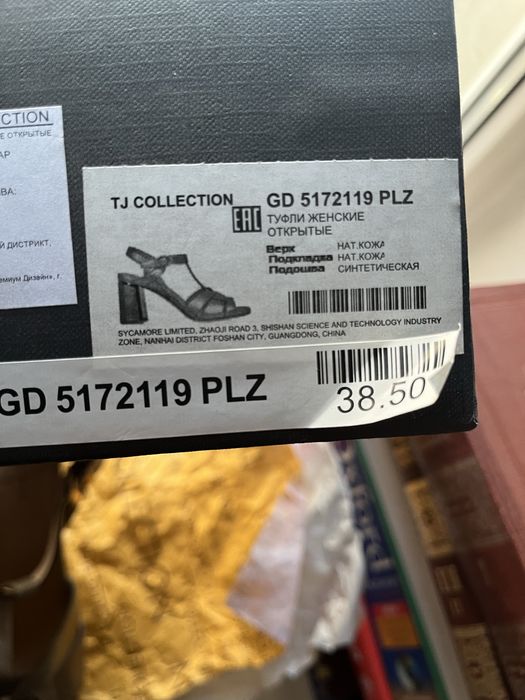 CTION
Е ОТКРЫТЫЕ
АР
ВА:
Й ДИСТРИКТ,
емиум Дизайн», г.
TJ COLLECTION
GD 5172119 PLZ
EAC
ТУФЛИ ЖЕНСКИЕ
ОТКРЫТЫЕ
Верх НАТ.КОЖА
Подкладка НАТ.КОЖА
Подошва СИНТЕТИЧЕСКАЯ
SYCAMORE LIMITED, ZHAOJI ROAD 3, SHISHAN SCIENCE AND TECHNOLOGY INDUSTRY
ZONE, NANHAI DISTRICT FOSHAN CITY, GUANGDONG, CHINA
GD 5172119 PLZ
38.50